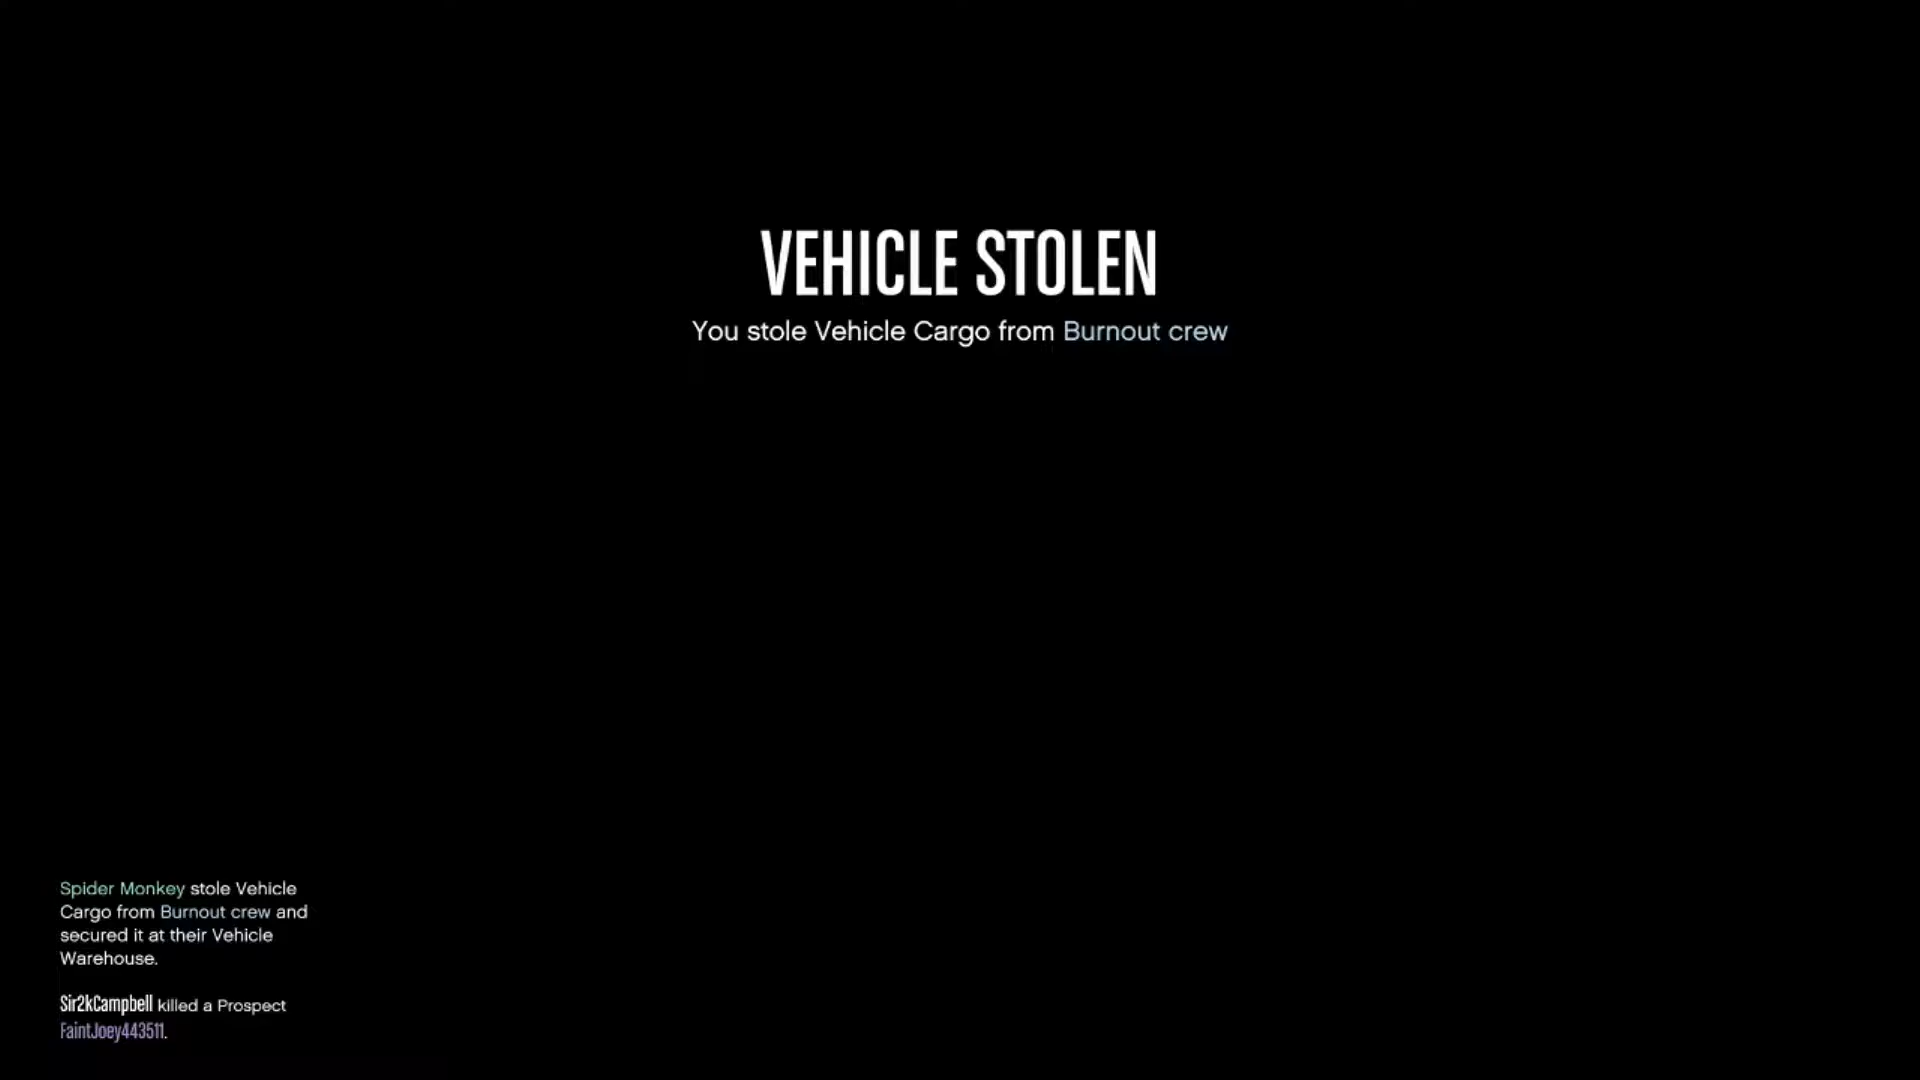 VEHICLE STOLEN
You stole Vehicle Cargo from Burnout crew
Spider Monkey stole Vehicle
Cargo from Burnout crew and
secured it at their Vehicle
Warehouse.
Sir2kCampbell killed a Prospect
FaintJoey443511.